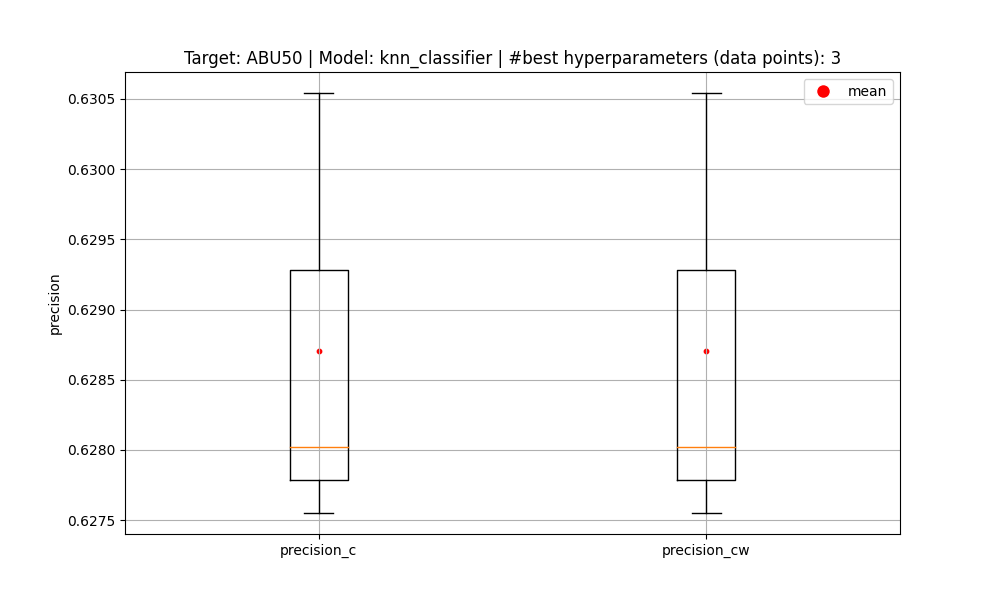 Target: ABU50 | Model: knn_classifier | #best hyperparameters (data points): 3
mean
0.6305
0.6300
0.6295
0.6290
0.6285
0.6280
0.6275
precision
precision_c
precision_cw